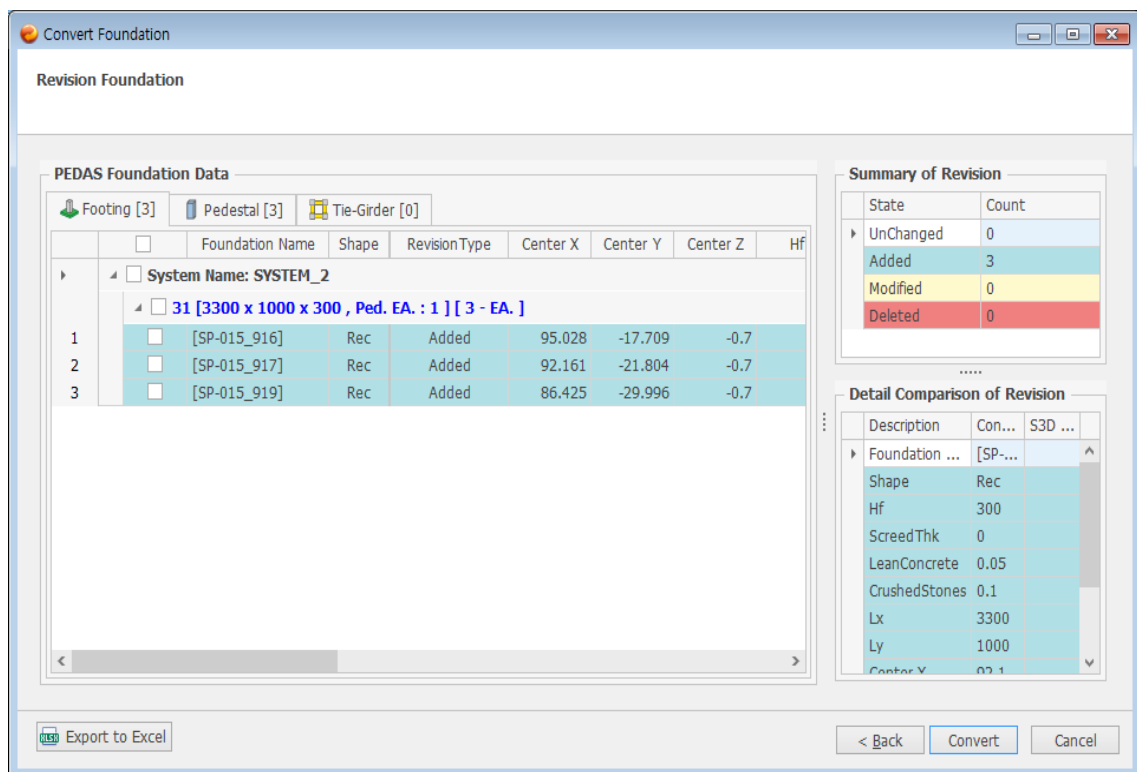 Convert Foundation
Revision Foundation
PEDAS Foundation Data
Footing [3] Pedestal [3] Tie-Girder [0]
Foundation Name Shape RevisionType Center X Center Y Center Z Hf
System Name: SYSTEM_2
31 [3300 x 1000 x 300 , Ped. EA. : 1 ] [ 3 - EA. ]
1 [SP-015_916] Rec Added 95.028 -17.709 -0.7
2 [SP-015_917] Rec Added 92.161 -21.804 -0.7
3 [SP-015_919] Rec Added 86.425 -29.996 -0.7
Summary of Revision
State Count
UnChanged 0
Added 3
Modified 0
Deleted 0
Detail Comparison of Revision
Description Con... S3D ...
Foundation ... [SP-...
Shape Rec
Hf 300
ScreedThk 0
LeanConcrete 0.05
CrushedStones 0.1
Lx 3300
Ly 1000
Center X 92.1
Export to Excel
< Back Convert Cancel